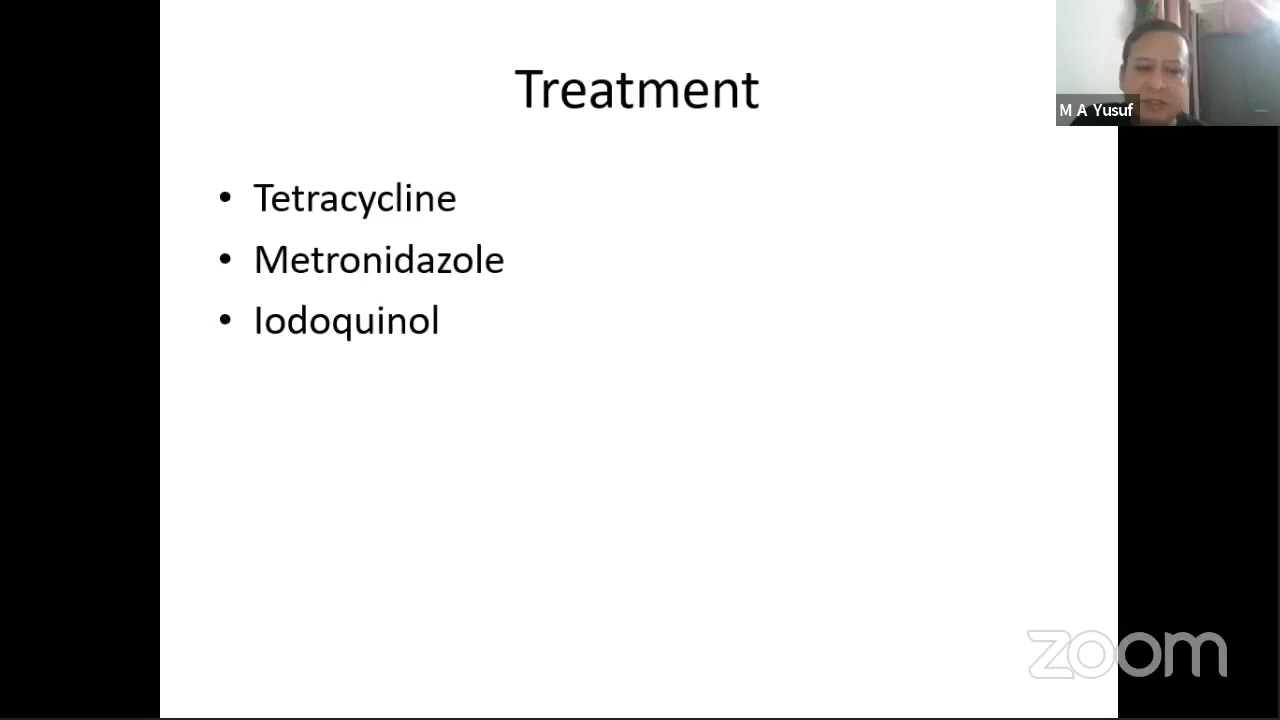 Treatment
M A Yusuf
• Tetracycline
• Metronidazole
• Iodoquinol
zoom